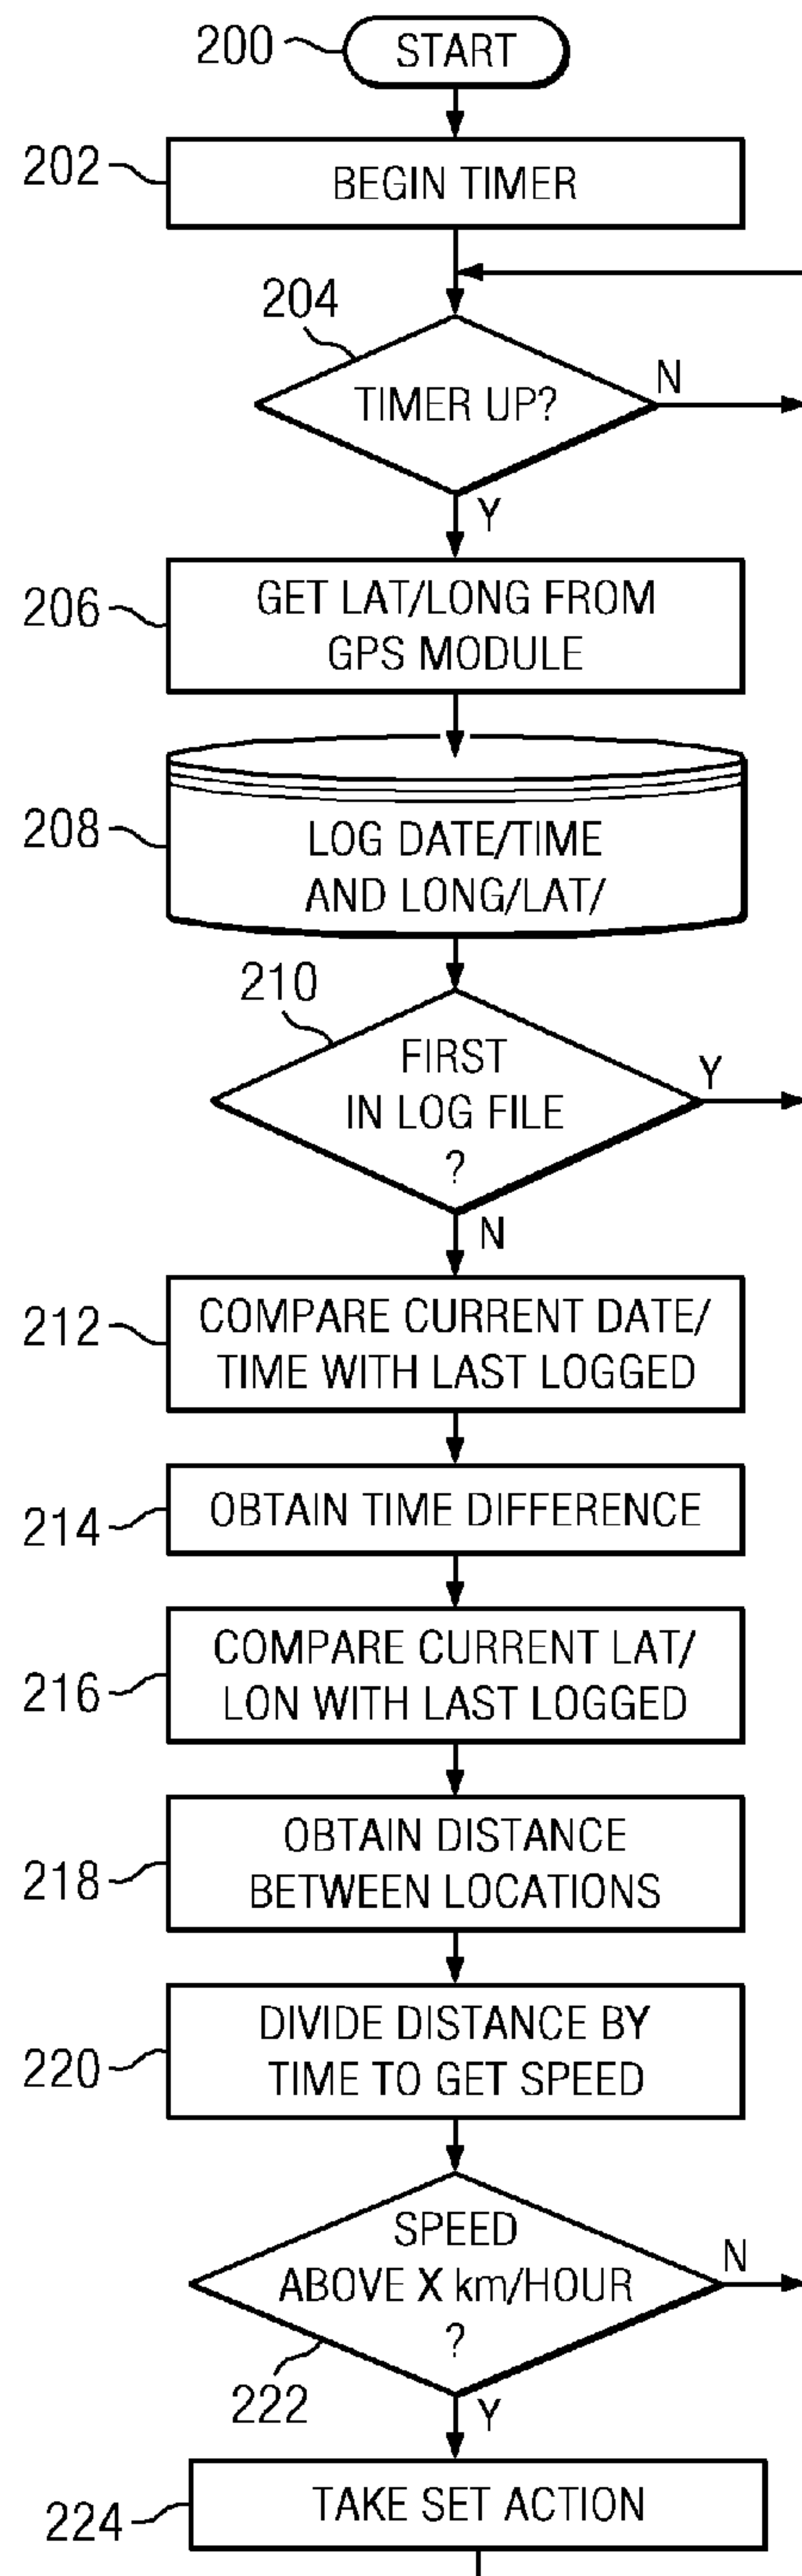 200
START
202
BEGIN TIMER
204
TIMER UP?
N
Y
206
GET LAT/LONG FROM
GPS MODULE
208
LOG DATE/TIME
AND LONG/LAT/
210
FIRST
IN LOG FILE
?
Y
N
212
COMPARE CURRENT DATE/
TIME WITH LAST LOGGED
214
OBTAIN TIME DIFFERENCE
216
COMPARE CURRENT LAT/
LON WITH LAST LOGGED
218
OBTAIN DISTANCE
BETWEEN LOCATIONS
220
DIVIDE DISTANCE BY
TIME TO GET SPEED
SPEED
ABOVE X km/HOUR
?
N
222
Y
224
TAKE SET ACTION